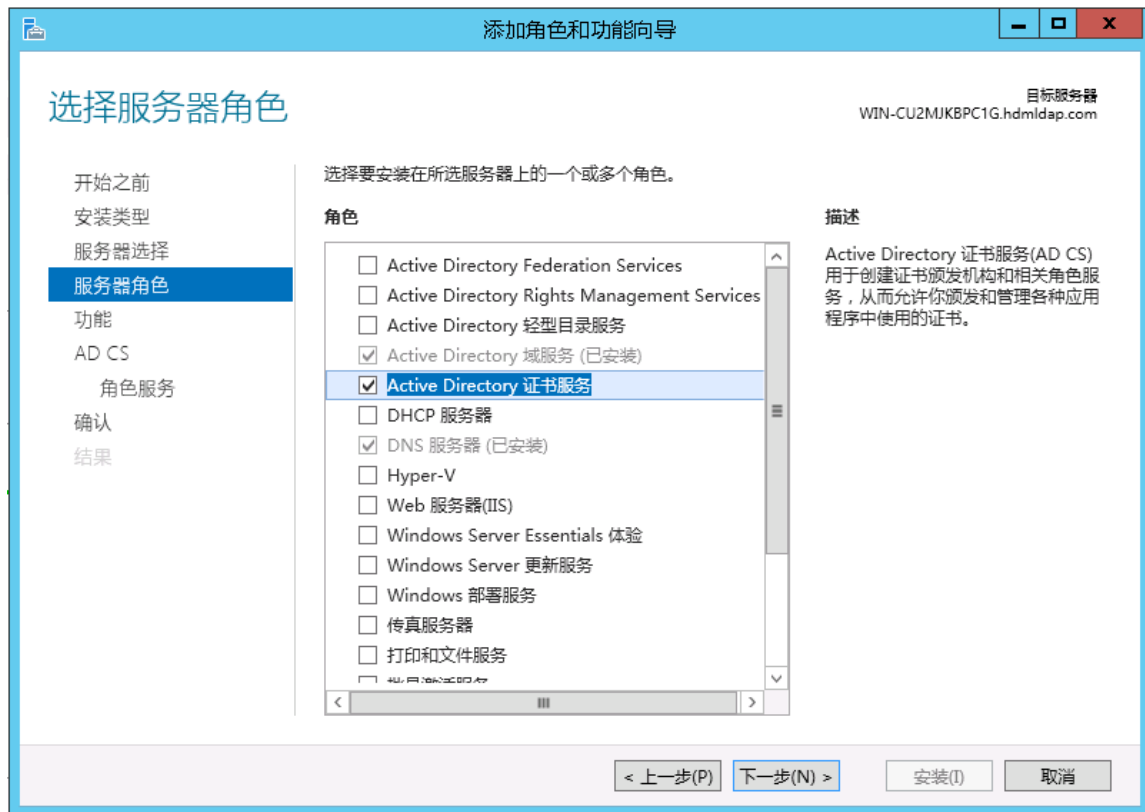 添加角色和功能向导
选择服务器角色
目标服务器
WIN-CU2MJKBPC1G.hdmldap.com
开始之前
安装类型
服务器选择
服务器角色
功能
AD CS
角色服务
确认
结果
选择要安装在所选服务器上的一个或多个角色。
角色
Active Directory Federation Services
Active Directory Rights Management Services
Active Directory 轻型目录服务
Active Directory 域服务 (已安装)
Active Directory 证书服务
DHCP 服务器
DNS 服务器 (已安装)
Hyper-V
Web 服务器(IIS)
Windows Server Essentials 体验
Windows Server 更新服务
Windows 部署服务
传真服务器
打印和文件服务
描述
Active Directory 证书服务(AD CS)
用于创建证书颁发机构和相关角色服
务，从而允许你颁发和管理各种应用
程序中使用的证书。
< 上一步(P)
下一步(N) >
安装(I)
取消